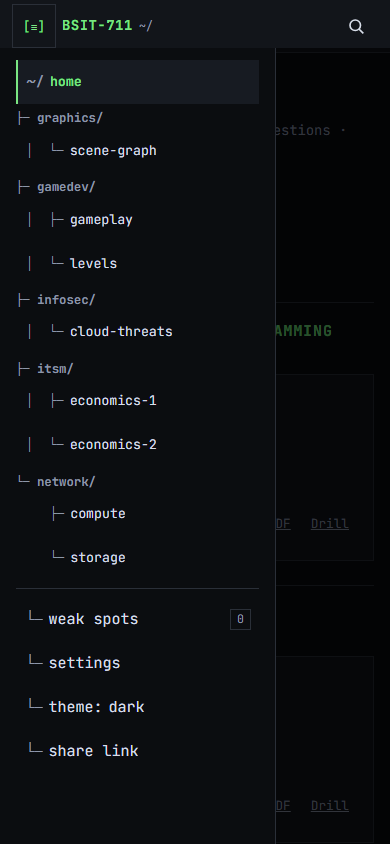 [≡] BSIT-711 ~/
~/ home
├─ graphics/
│ └─ scene-graph
├─ gamedev/
│ ├─ gameplay
│ └─ levels
├─ infosec/
│ └─ cloud-threats
├─ itsm/
│ ├─ economics-1
│ └─ economics-2
└─ network/
├─ compute
└─ storage
└─ weak spots 0
└─ settings
└─ theme: dark
└─ share link
estions ·
AMMING
DF Drill
DF Drill